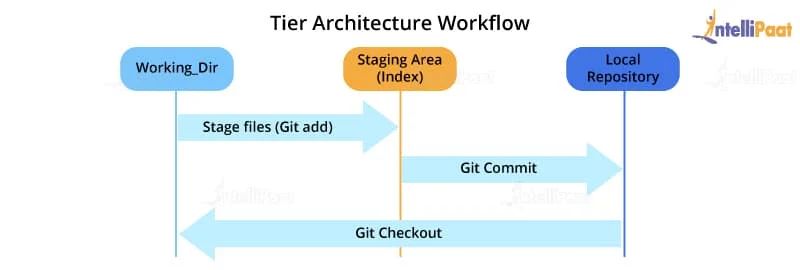 Tier Architecture Workflow
IntelliPaat
Working_Dir
Staging Area
(Index)
Local
Repository
Stage files (Git add)
Git Commit
Git Checkout